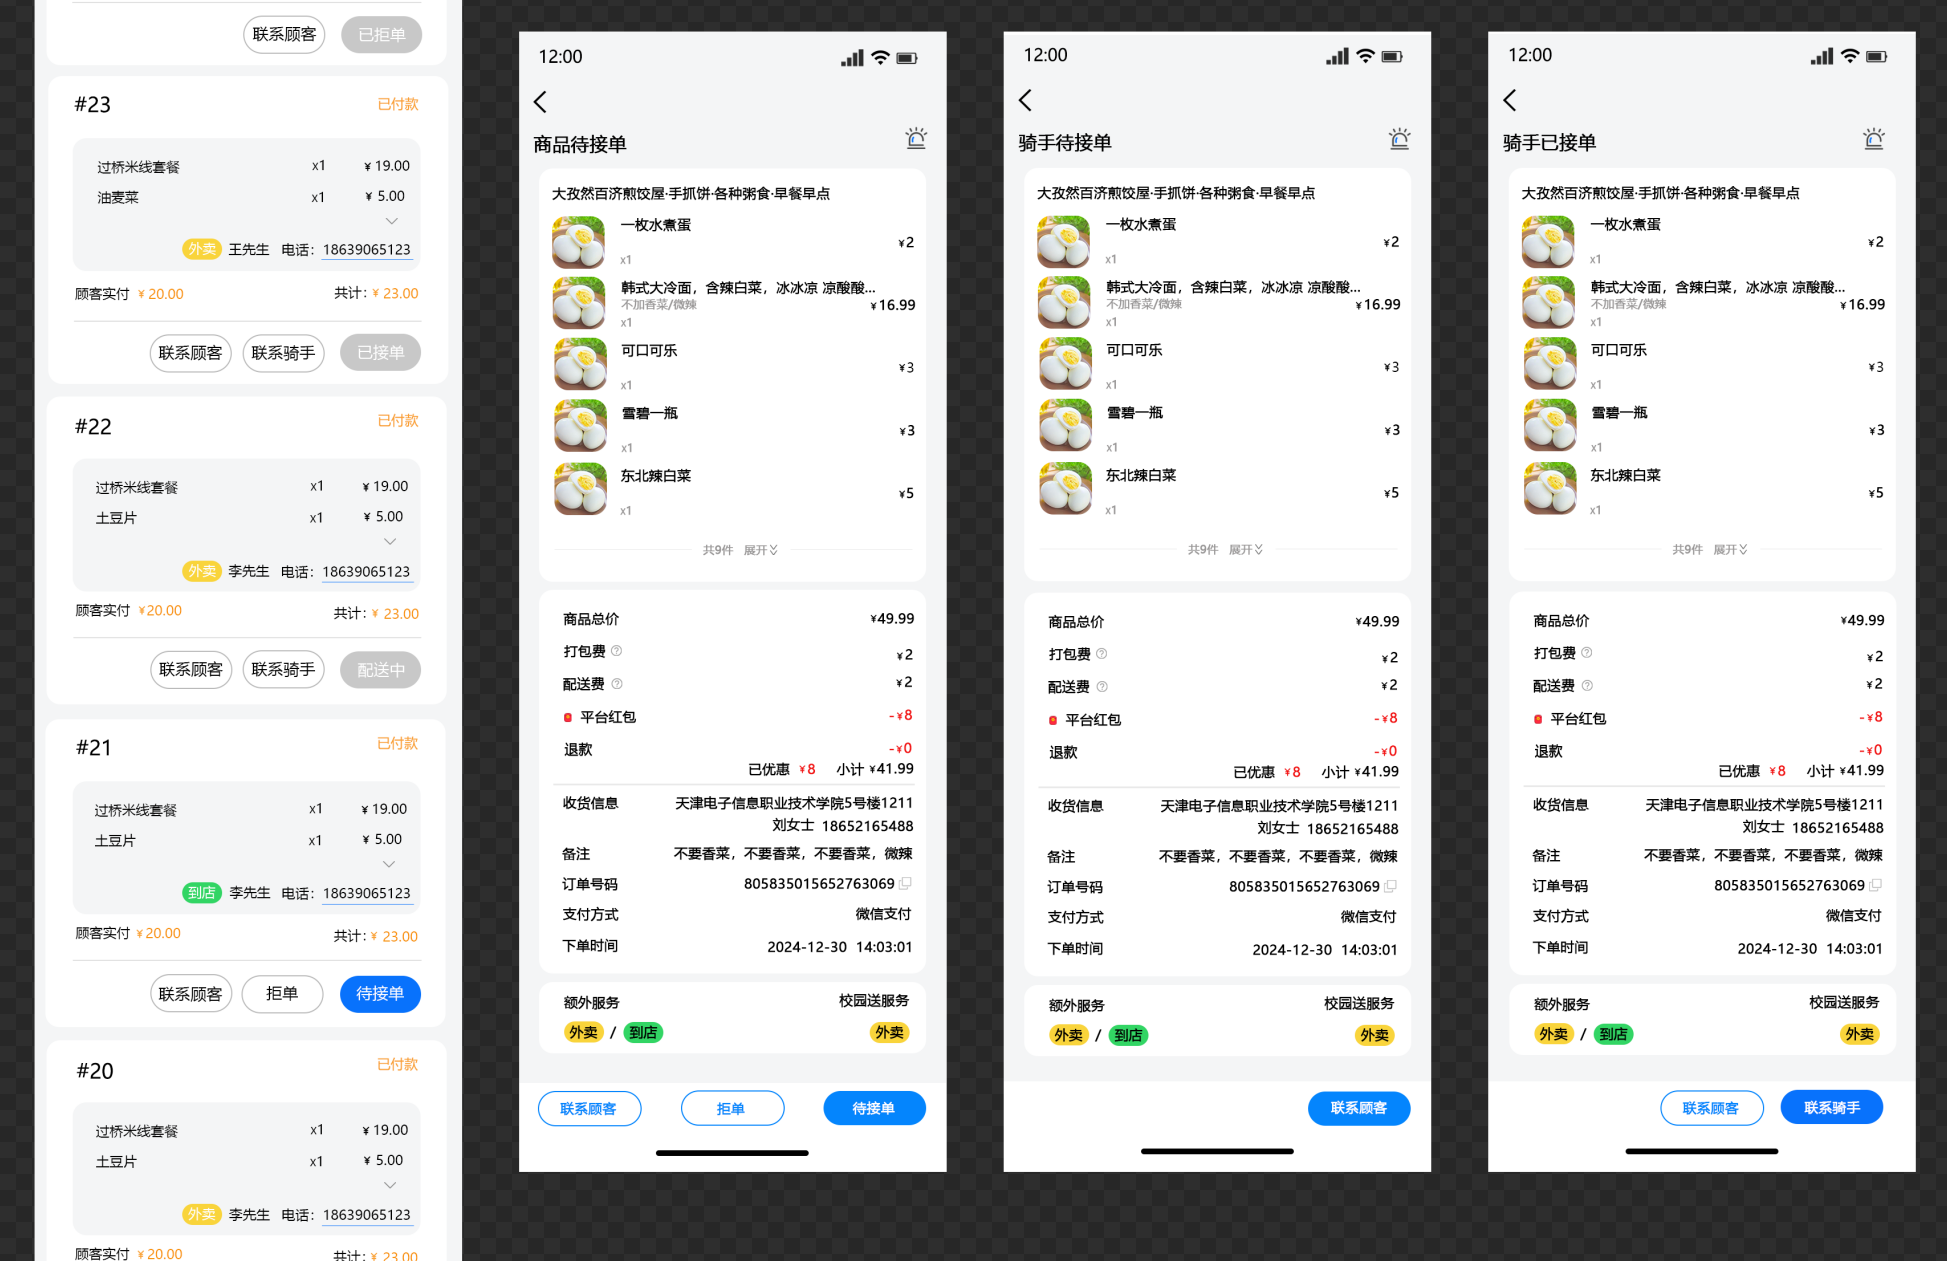 联系顾客 已拒单
#23 已付款
过桥米线套餐 x1 ¥ 19.00
油麦菜 x1 ¥ 5.00
外卖 王先生 电话: 18639065123
顾客实付 ¥ 20.00 共计: ¥ 23.00
联系顾客 联系骑手 已接单
#22 已付款
过桥米线套餐 x1 ¥ 19.00
土豆片 x1 ¥ 5.00
外卖 李先生 电话: 18639065123
顾客实付 ¥20.00 共计: ¥ 23.00
联系顾客 联系骑手 配送中
#21 已付款
过桥米线套餐 x1 ¥ 19.00
土豆片 x1 ¥ 5.00
到店 李先生 电话: 18639065123
顾客实付 ¥ 20.00 共计: ¥ 23.00
联系顾客 拒单 待接单
#20 已付款
过桥米线套餐 x1 ¥ 19.00
土豆片 x1 ¥ 5.00
外卖 李先生 电话: 18639065123
顾客实付 ¥ 20.00 共计: ¥ 23.00
12:00
商品待接单
大孜然百济煎饺屋·手抓饼·各种粥食·早餐早点
一枚水煮蛋
¥2
x1
韩式大冷面，含辣白菜，冰冰凉 凉酸酸...
不加香菜/微辣 ¥16.99
x1
可口可乐
¥3
x1
雪碧一瓶
¥3
x1
东北辣白菜
¥5
x1
共9件 展开
商品总价 ¥49.99
打包费 ¥2
配送费 ¥2
平台红包 -¥8
退款 -¥0
已优惠 ¥8 小计 ¥41.99
收货信息 天津电子信息职业技术学院5号楼1211
刘女士 18652165488
备注 不要香菜，不要香菜，不要香菜，微辣
订单号码 805835015652763069
支付方式 微信支付
下单时间 2024-12-30 14:03:01
额外服务 校园送服务
外卖 / 到店 外卖
联系顾客 拒单 待接单
12:00
骑手待接单
大孜然百济煎饺屋·手抓饼·各种粥食·早餐早点
一枚水煮蛋
¥2
x1
韩式大冷面，含辣白菜，冰冰凉 凉酸酸...
不加香菜/微辣 ¥16.99
x1
可口可乐
¥3
x1
雪碧一瓶
¥3
x1
东北辣白菜
¥5
x1
共9件 展开
商品总价 ¥49.99
打包费 ¥2
配送费 ¥2
平台红包 -¥8
退款 -¥0
已优惠 ¥8 小计 ¥41.99
收货信息 天津电子信息职业技术学院5号楼1211
刘女士 18652165488
备注 不要香菜，不要香菜，不要香菜，微辣
订单号码 805835015652763069
支付方式 微信支付
下单时间 2024-12-30 14:03:01
额外服务 校园送服务
外卖 / 到店 外卖
联系顾客
12:00
骑手已接单
大孜然百济煎饺屋·手抓饼·各种粥食·早餐早点
一枚水煮蛋
¥2
x1
韩式大冷面，含辣白菜，冰冰凉 凉酸酸...
不加香菜/微辣 ¥16.99
x1
可口可乐
¥3
x1
雪碧一瓶
¥3
x1
东北辣白菜
¥5
x1
共9件 展开
商品总价 ¥49.99
打包费 ¥2
配送费 ¥2
平台红包 -¥8
退款 -¥0
已优惠 ¥8 小计 ¥41.99
收货信息 天津电子信息职业技术学院5号楼1211
刘女士 18652165488
备注 不要香菜，不要香菜，不要香菜，微辣
订单号码 805835015652763069
支付方式 微信支付
下单时间 2024-12-30 14:03:01
额外服务 校园送服务
外卖 / 到店 外卖
联系顾客 联系骑手